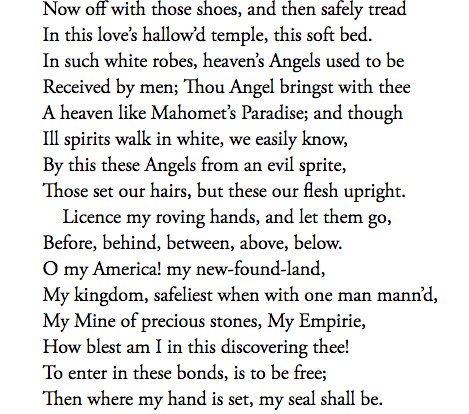 Now off with those shoes, and then safely tread
In this love’s hallow’d temple, this soft bed.
In such white robes, heaven’s Angels used to be
Received by men; Thou Angel bringst with thee
A heaven like Mahomet’s Paradise; and though
Ill spirits walk in white, we easily know,
By this these Angels from an evil sprite,
Those set our hairs, but these our flesh upright.
Licence my roving hands, and let them go,
Before, behind, between, above, below.
O my America! my new-found-land,
My kingdom, safeliest when with one man mann’d,
My Mine of precious stones, My Empirie,
How blest am I in this discovering thee!
To enter in these bonds, is to be free;
Then where my hand is set, my seal shall be.